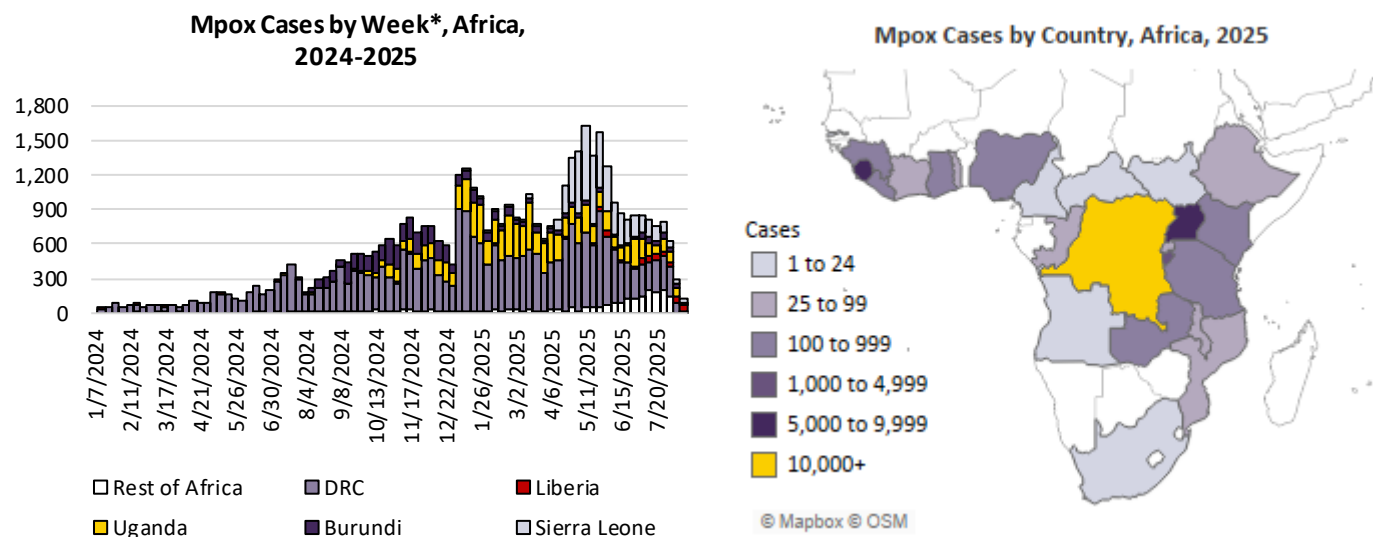 Mpox Cases by Week*, Africa,
2024-2025
1,800
1,500
1,200
900
600
300
0
1/7/2024
2/11/2024
3/17/2024
4/21/2024
5/26/2024
6/30/2024
8/4/2024
9/8/2024
10/13/2024
11/17/2024
12/22/2024
1/26/2025
3/2/2025
4/6/2025
5/11/2025
6/15/2025
7/20/2025
Rest of Africa
DRC
Liberia
Uganda
Burundi
Sierra Leone
Mpox Cases by Country, Africa, 2025
Cases
1 to 24
25 to 99
100 to 999
1,000 to 4,999
5,000 to 9,999
10,000+
© Mapbox © OSM